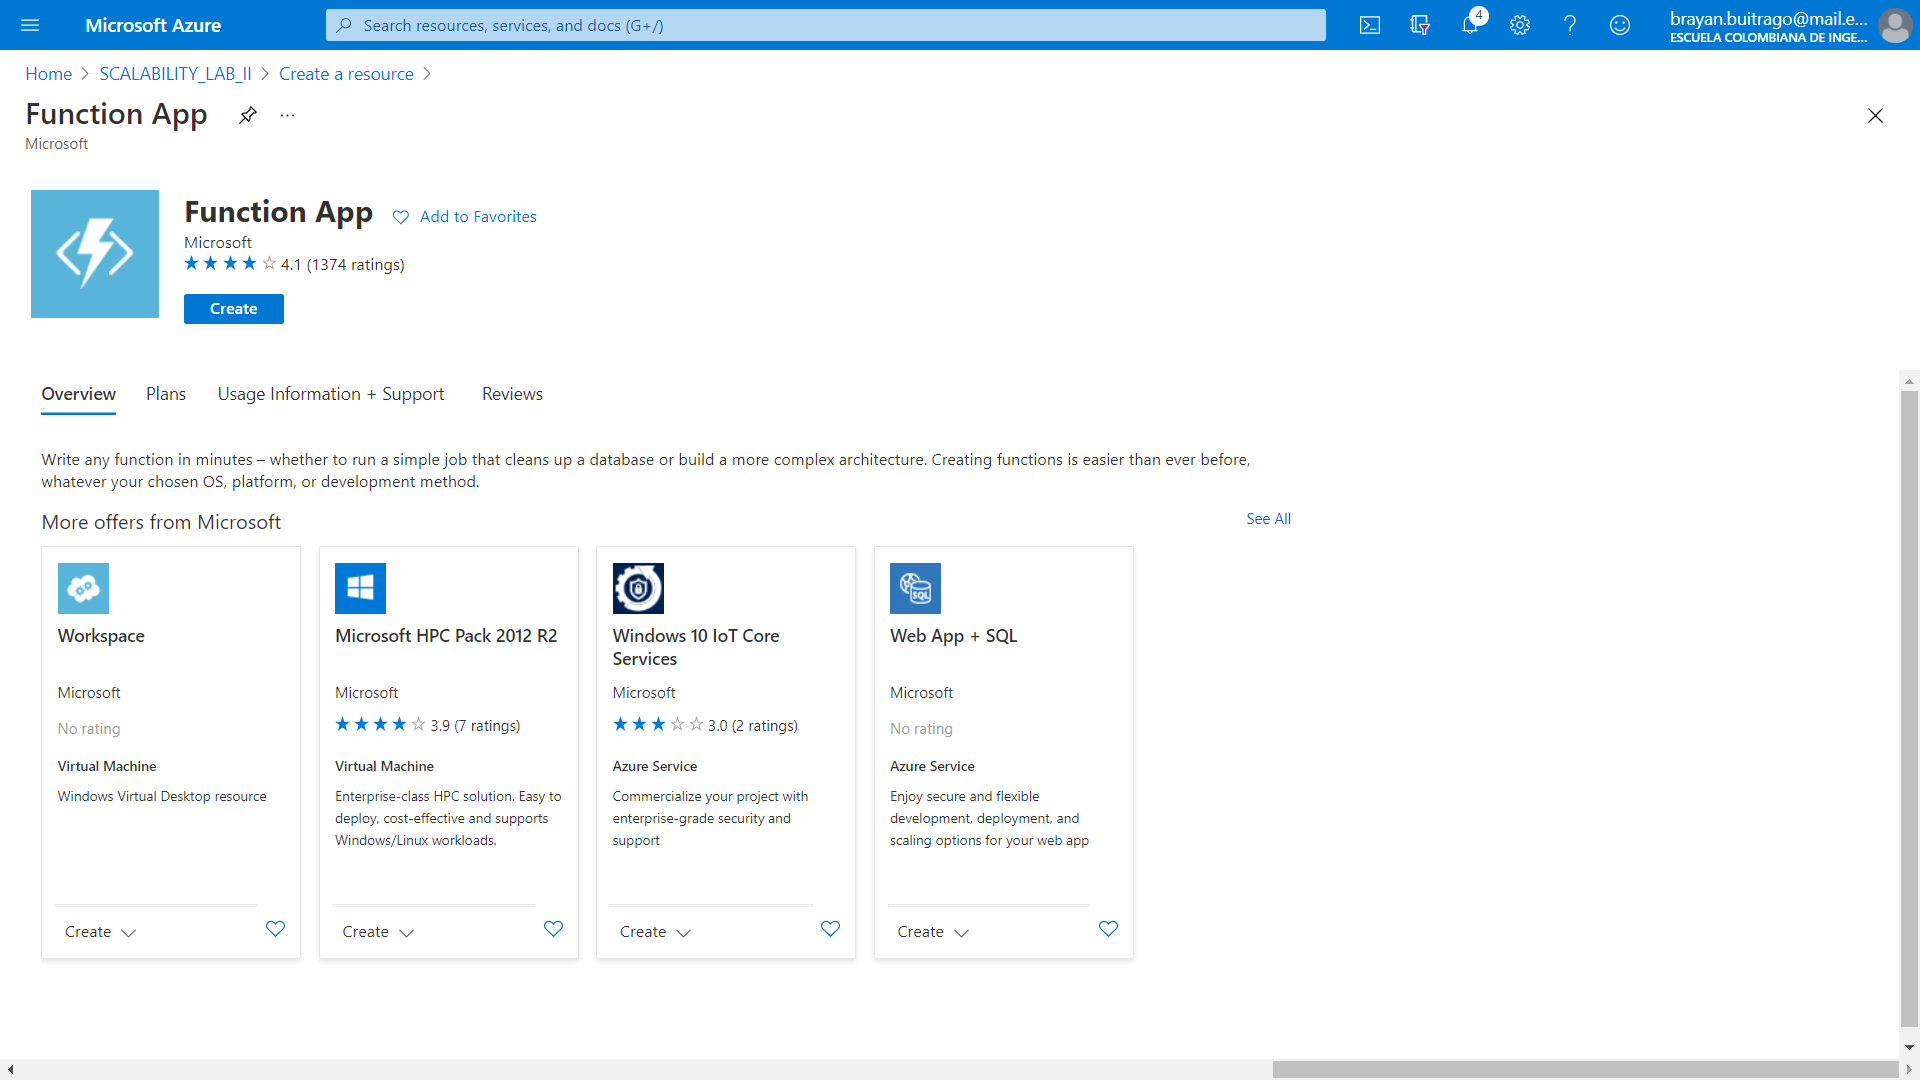 Microsoft Azure
Search resources, services, and docs (G+/)
4
brayan.buitrago@mail.e...
ESCUELA COLOMBIANA DE INGE...
Home > SCALABILITY_LAB_II > Create a resource >
Function App
...
Microsoft
Function App
Add to Favorites
Microsoft
4.1 (1374 ratings)
Create
Overview
Plans
Usage Information + Support
Reviews
Write any function in minutes – whether to run a simple job that cleans up a database or build a more complex architecture. Creating functions is easier than ever before,
whatever your chosen OS, platform, or development method.
More offers from Microsoft
See All
Workspace
Microsoft
No rating
Virtual Machine
Windows Virtual Desktop resource
Create
Microsoft HPC Pack 2012 R2
Microsoft
3.9 (7 ratings)
Virtual Machine
Enterprise-class HPC solution. Easy to
deploy, cost-effective and supports
Windows/Linux workloads.
Create
Windows 10 IoT Core
Services
Microsoft
3.0 (2 ratings)
Azure Service
Commercialize your project with
enterprise-grade security and
support
Create
SQL
Web App + SQL
Microsoft
No rating
Azure Service
Enjoy secure and flexible
development, deployment, and
scaling options for your web app
Create